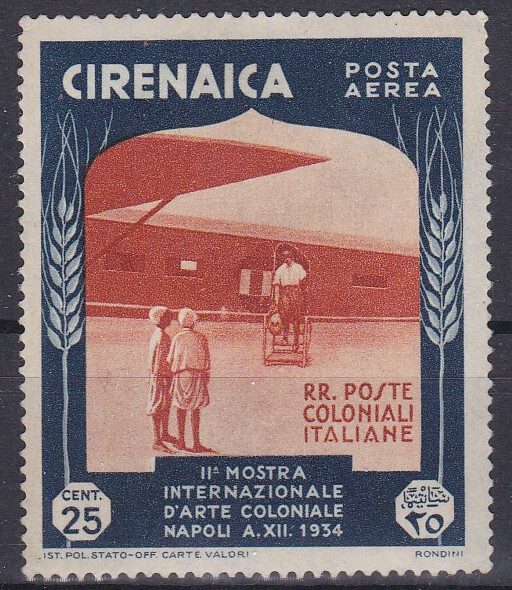 CIRENAICA
POSTA
AEREA
RR. POSTE
COLONIALI
ITALIANE
IIª MOSTRA
INTERNAZIONALE
D'ARTE COLONIALE
NAPOLI A.XII. 1934
CENT.
25
٢٥
IST. POL. STATO-OFF. CARTE VALORI
RONDINI